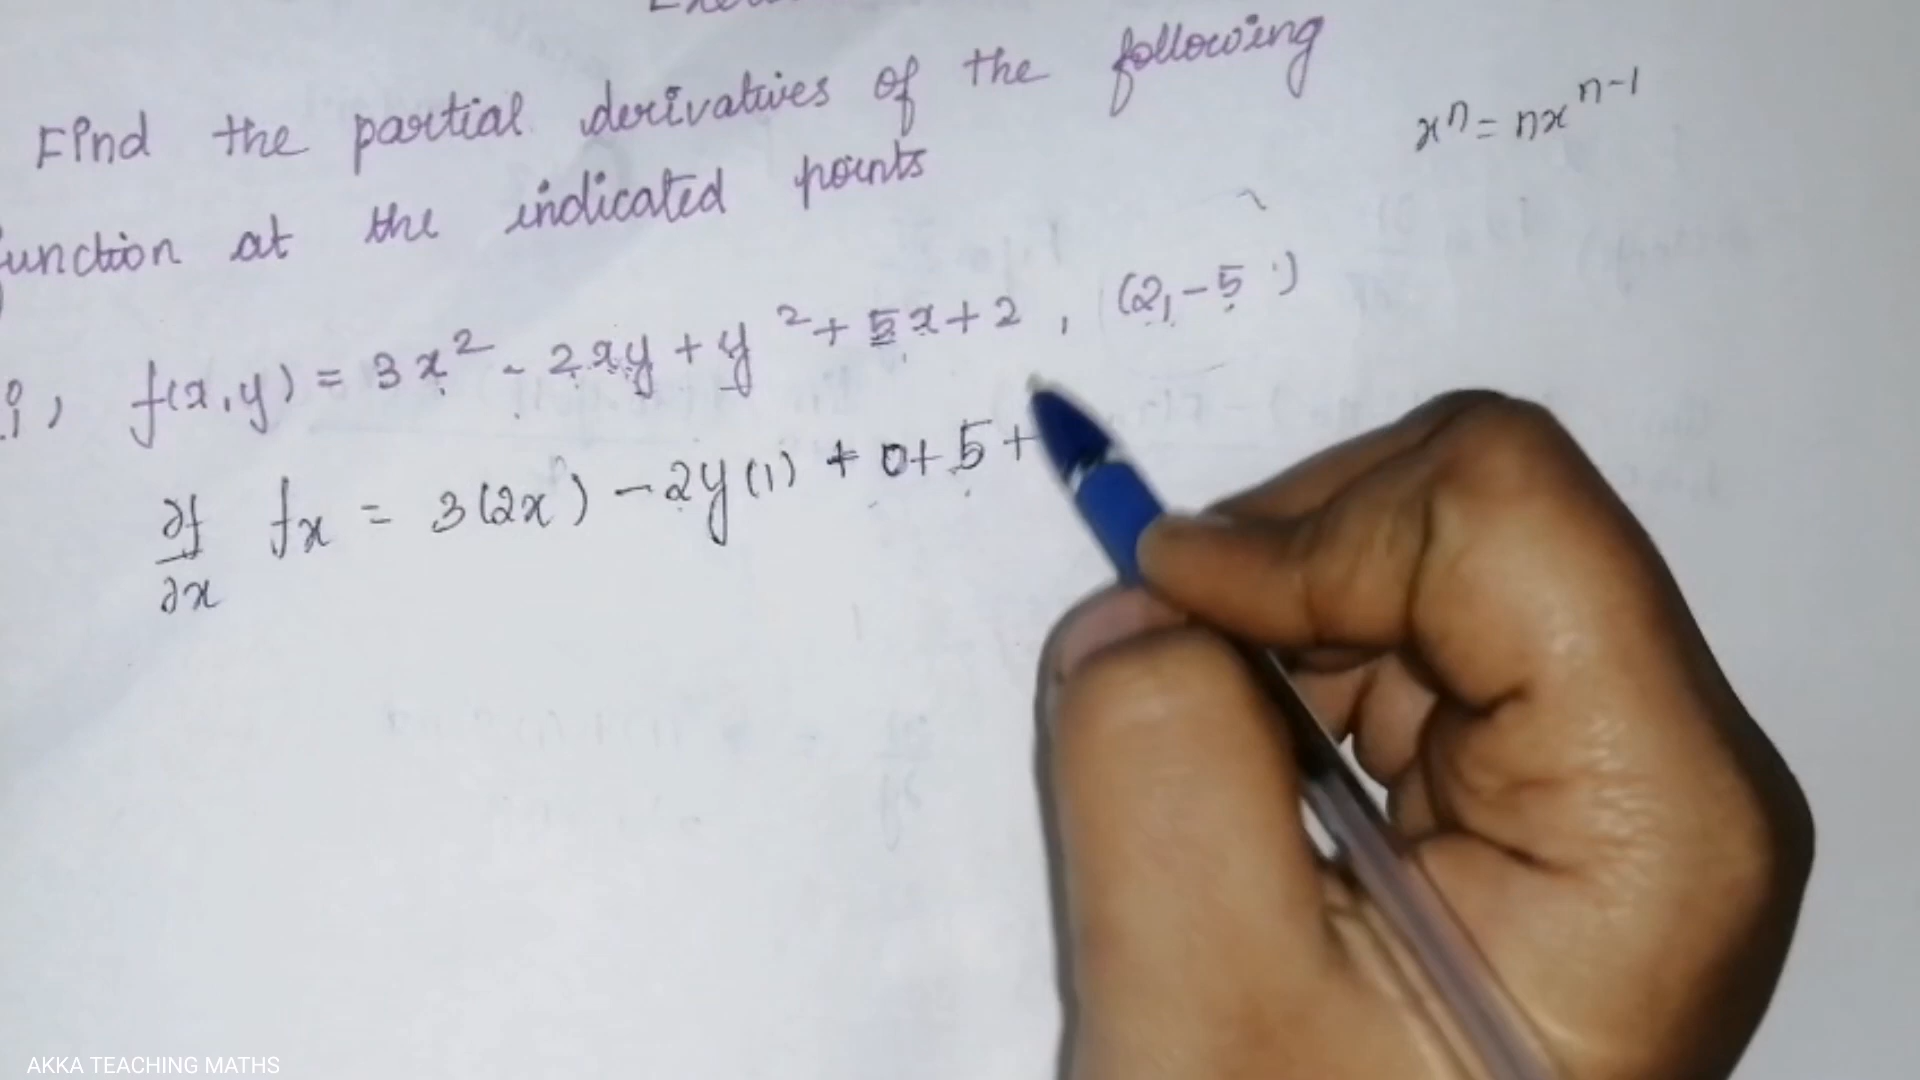 Find the partial derivatives of the following
xⁿ = nxⁿ⁻¹
function at the indicated points
i, f(x,y) = 3x² - 2xy + y² + 5x + 2, (2,-5)
∂f/∂x fx = 3(2x) - 2y(1) + 0 + 5 +
AKKA TEACHING MATHS